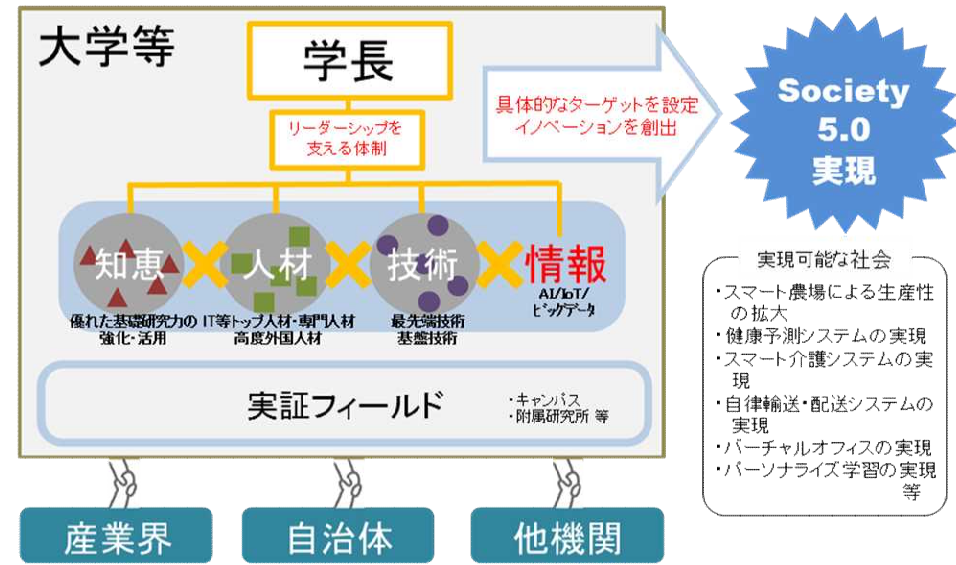 大学等
学長
リーダーシップを
支える体制
具体的なターゲットを設定
イノベーションを創出
Society
5.0
実現
知恵
人材
技術
情報
AI/IoT/
ビックデータ
優れた基礎研究力の
強化・活用
IT等トップ人材・専門人材
高度外国人材
最先端技術
基盤技術
実証フィールド
・キャンパス
・附属研究所 等
産業界
自治体
他機関
実現可能な社会
・スマート農場による生産性
の拡大
・健康予測システムの実現
・スマート介護システムの実
現
・自律輸送・配送システムの
実現
・バーチャルオフィスの実現
・パーソナライズ学習の実現
等